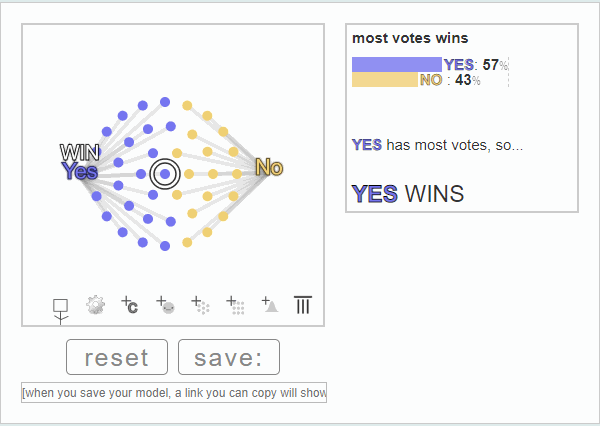 WIN
Yes
No
C
reset
save:
[when you save your model, a link you can copy will show
most votes wins
YES: 57%
NO : 43%
YES has most votes, so...
YES WINS